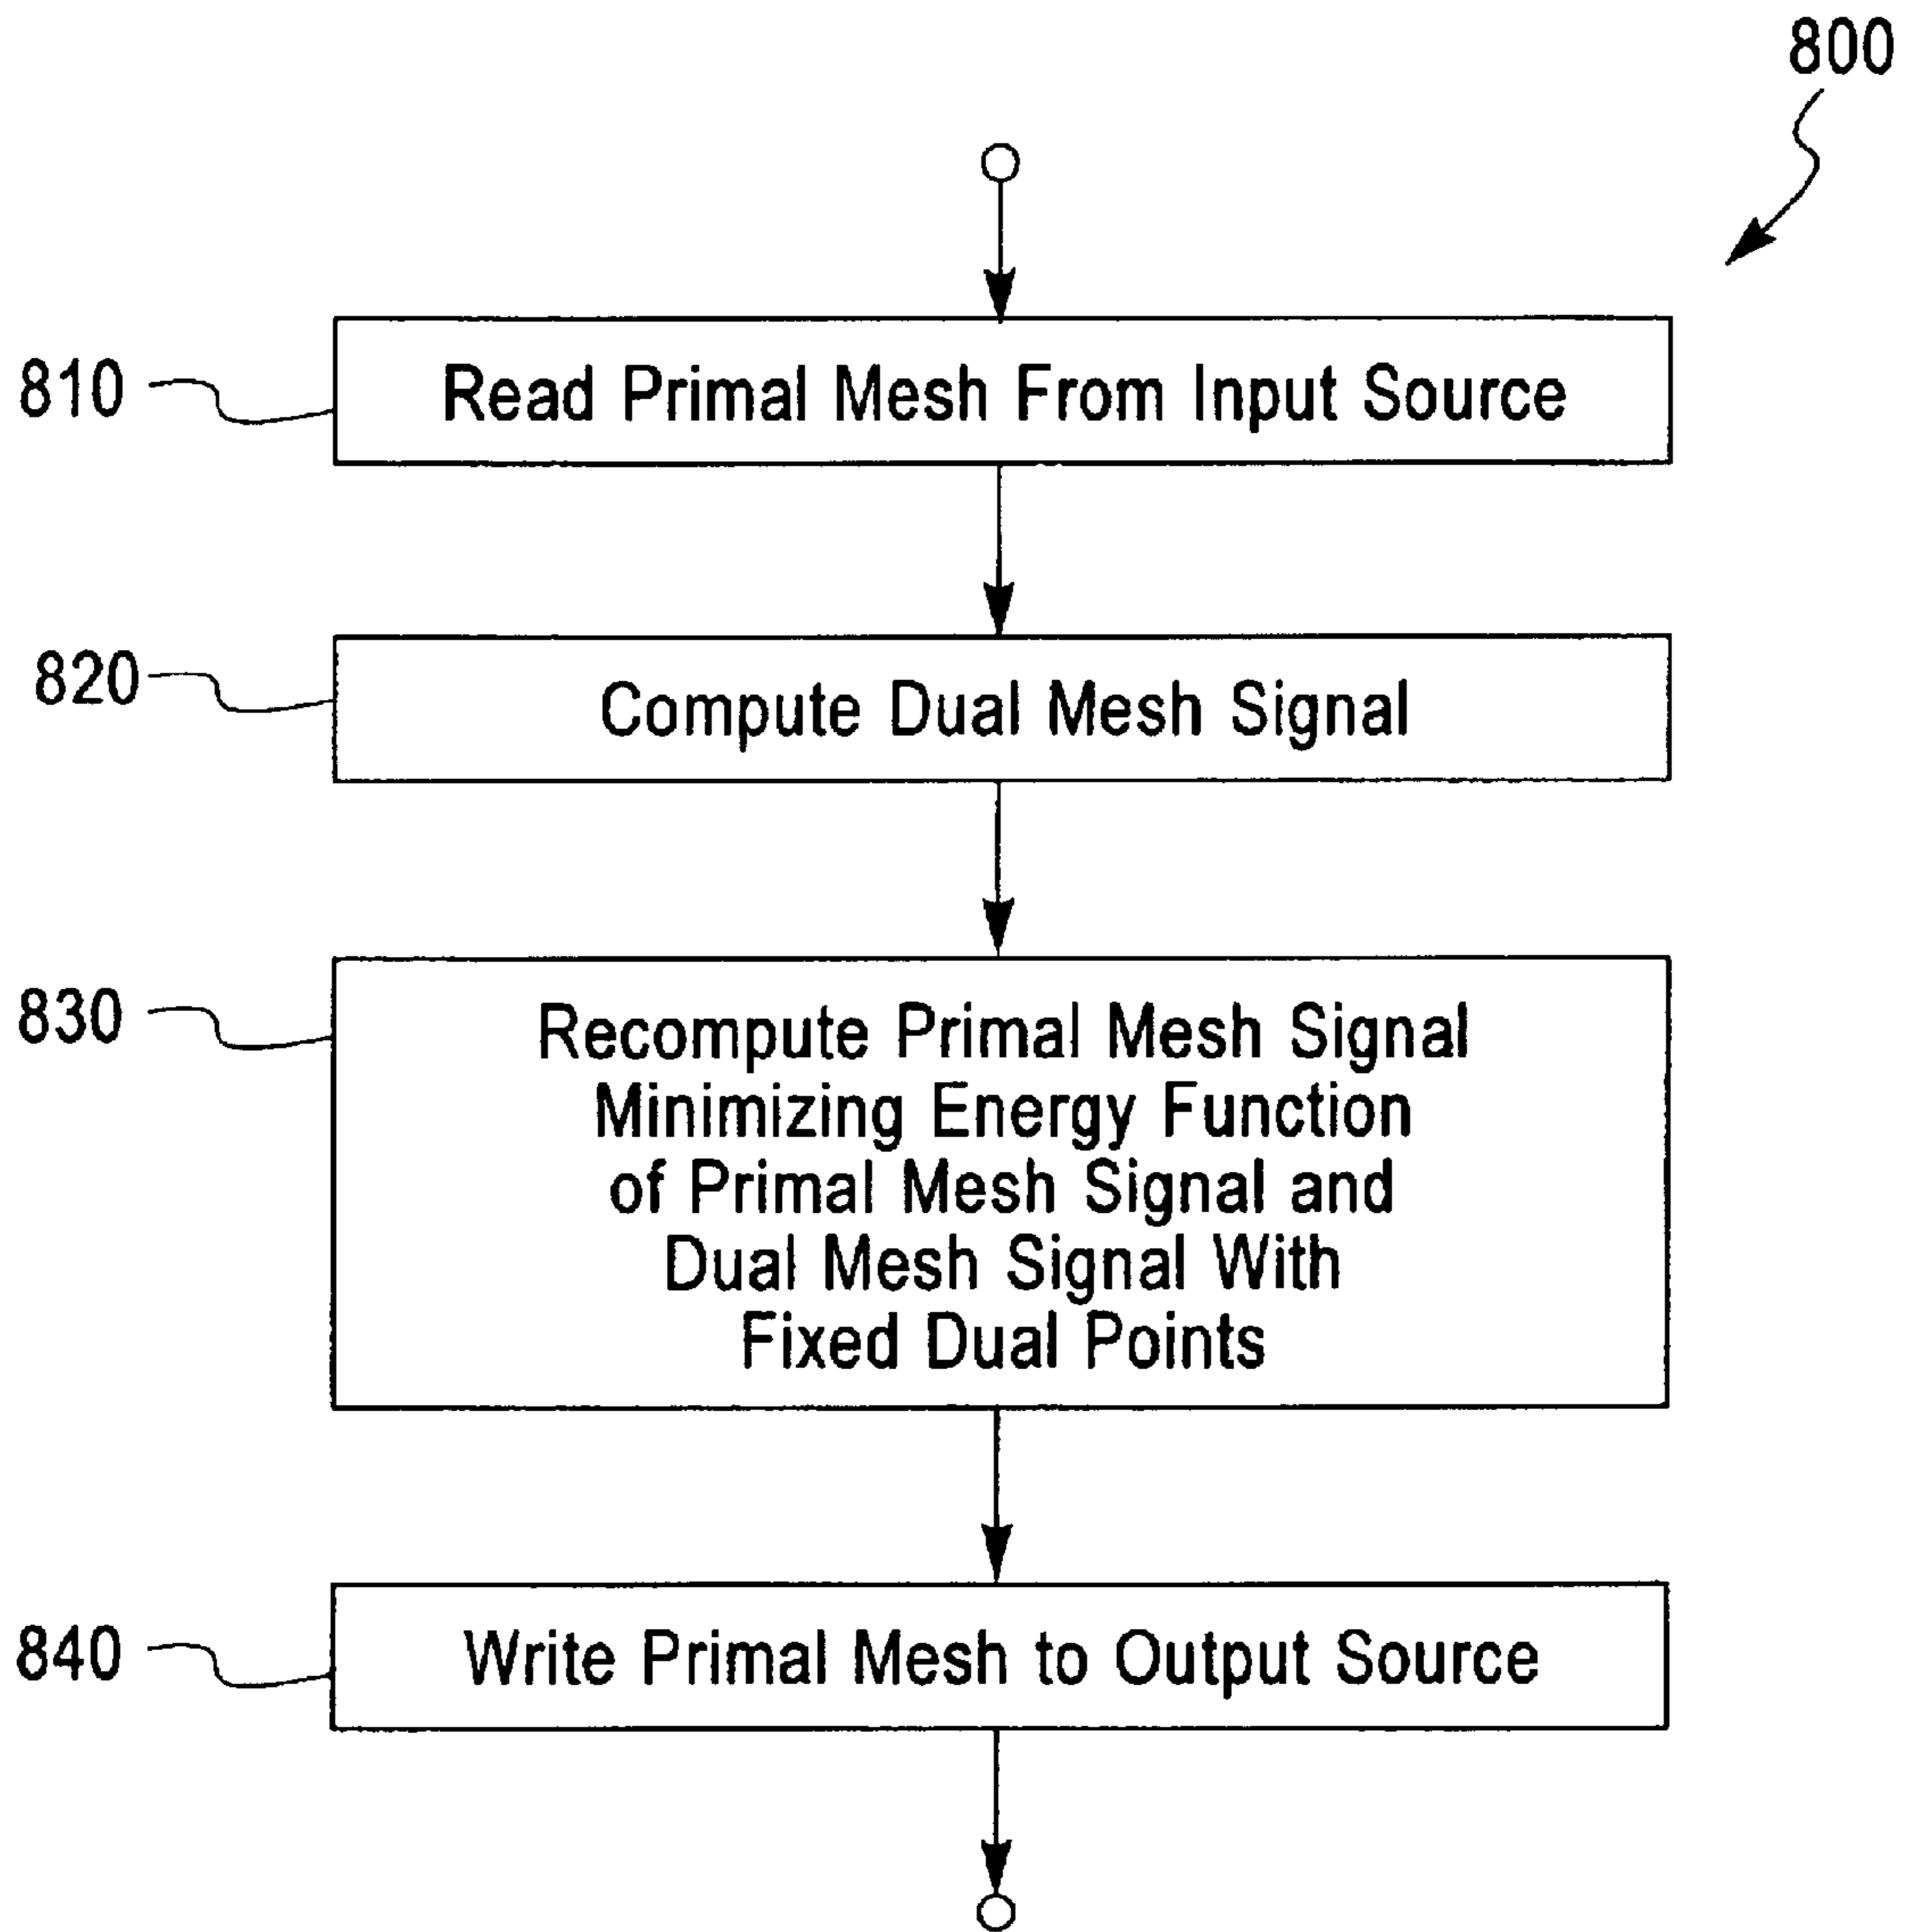 800
810
Read Primal Mesh From Input Source
820
Compute Dual Mesh Signal
830
Recompute Primal Mesh Signal
Minimizing Energy Function
of Primal Mesh Signal and
Dual Mesh Signal With
Fixed Dual Points
840
Write Primal Mesh to Output Source